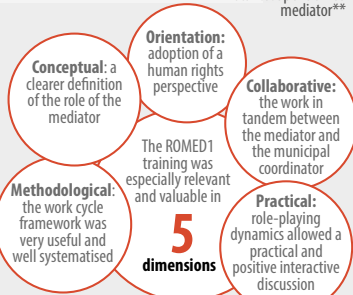 mediator**
Orientation:
adoption of a
human rights
perspective
Conceptual: a
clearer definition
of the role of the
mediator
Collaborative:
the work in
tandem between
the mediator and
the municipal
coordinator
The ROMED1
training was
especially relevant
and valuable in
5
dimensions
Methodological:
the work cycle
framework was
very useful and
well systematised
Practical:
role-playing
dynamics allowed a
practical and
positive interactive
discussion